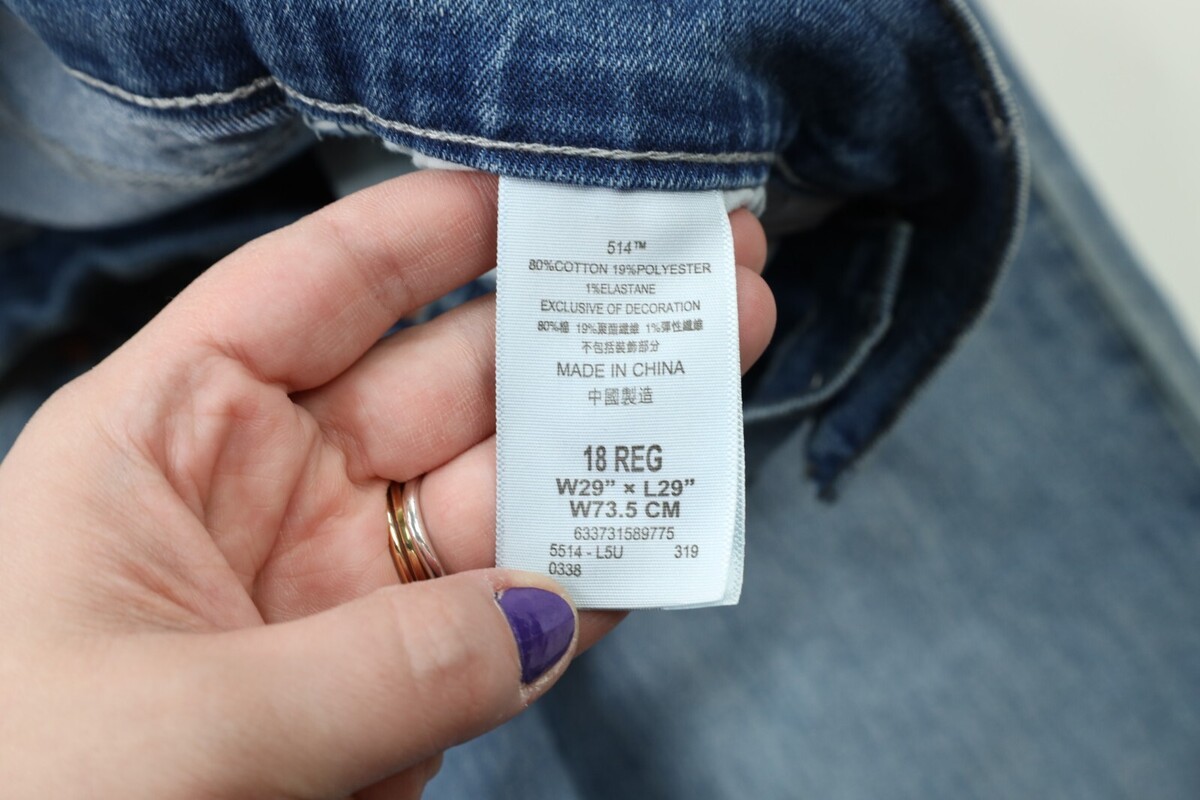 514™
80%COTTON 19%POLYESTER
1%ELASTANE
EXCLUSIVE OF DECORATION
80%棉 19%聚酯纖維 1%彈性纖維
不包括裝飾部分
MADE IN CHINA
中國製造
18 REG
W29” × L29”
W73.5 CM
633731589775
5514 - L5U 319
0338